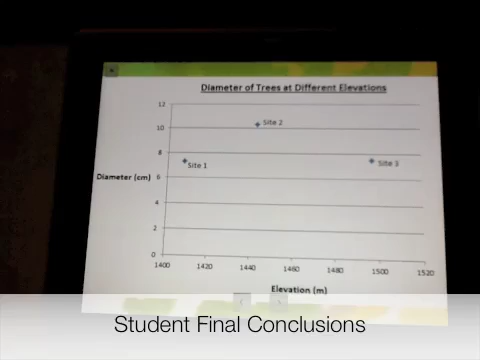 Diameter of Trees at Different Elevations
12
10
8
6
4
2
0
Diameter (cm)
Site 1
Site 2
Site 3
1400 1420 1440 1460 1480 1500 1520
Elevation (m)
Student Final Conclusions